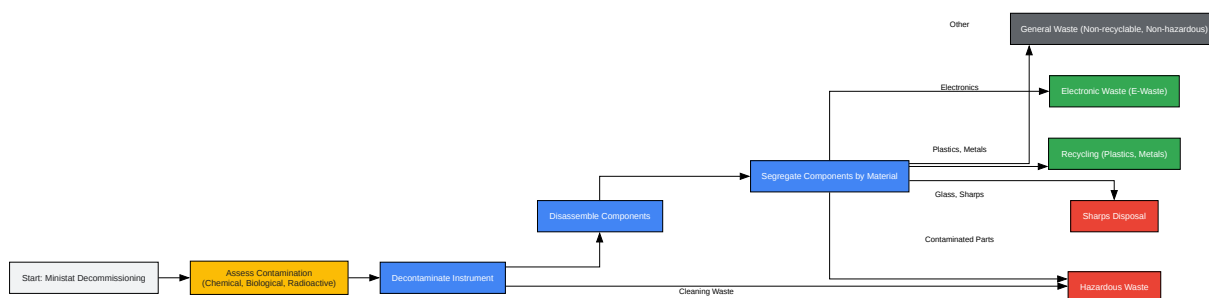 Other
General Waste (Non-recyclable, Non-hazardous)
Electronics
Electronic Waste (E-Waste)
Plastics, Metals
Recycling (Plastics, Metals)
Segregate Components by Material
Glass, Sharps
Disassemble Components
Sharps Disposal
Contaminated Parts
Start: Ministat Decommissioning
Assess Contamination
(Chemical, Biological, Radioactive)
Decontaminate Instrument
Cleaning Waste
Hazardous Waste